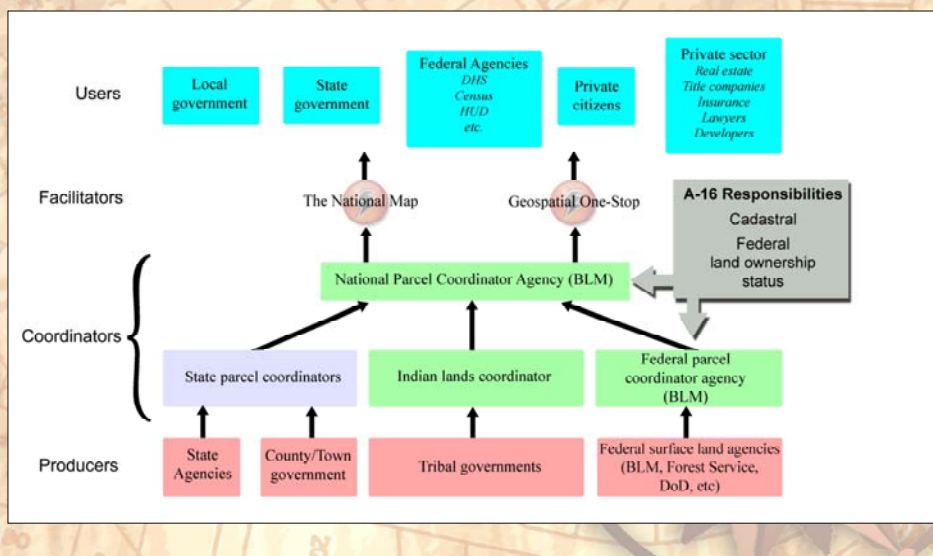 Users
Local
government
State
government
Federal Agencies
DHS
Census
HUD
etc.
Private
citizens
Private sector
Real estate
Title companies
Insurance
Lawyers
Developers
Facilitators
The National Map
Geospatial One-Stop
A-16 Responsibilities
Cadastral
Federal
land ownership
status
National Parcel Coordinator Agency (BLM)
Coordinators
State parcel coordinators
Indian lands coordinator
Federal parcel
coordinator agency
(BLM)
Producers
State
Agencies
County/Town
government
Tribal governments
Federal surface land agencies
(BLM, Forest Service,
DoD, etc)